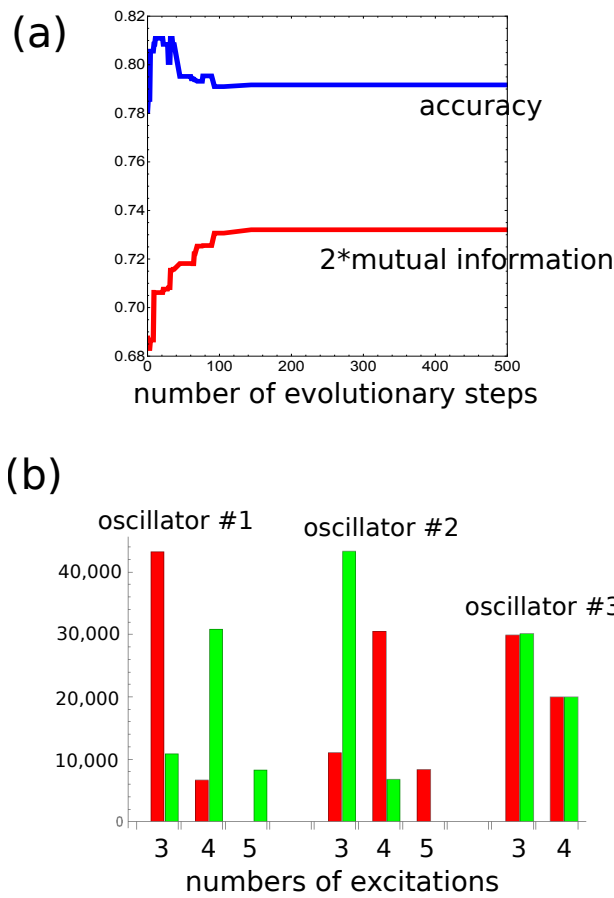 (a)
0.82
0.80
0.78
0.76
0.74
0.72
0.70
0.68
accuracy
2*mutual information
0 100 200 300 400 500
number of evolutionary steps
(b)
oscillator #1
oscillator #2
oscillator #3
40,000
30,000
20,000
10,000
0
3 4 5 3 4 5 3 4
numbers of excitations